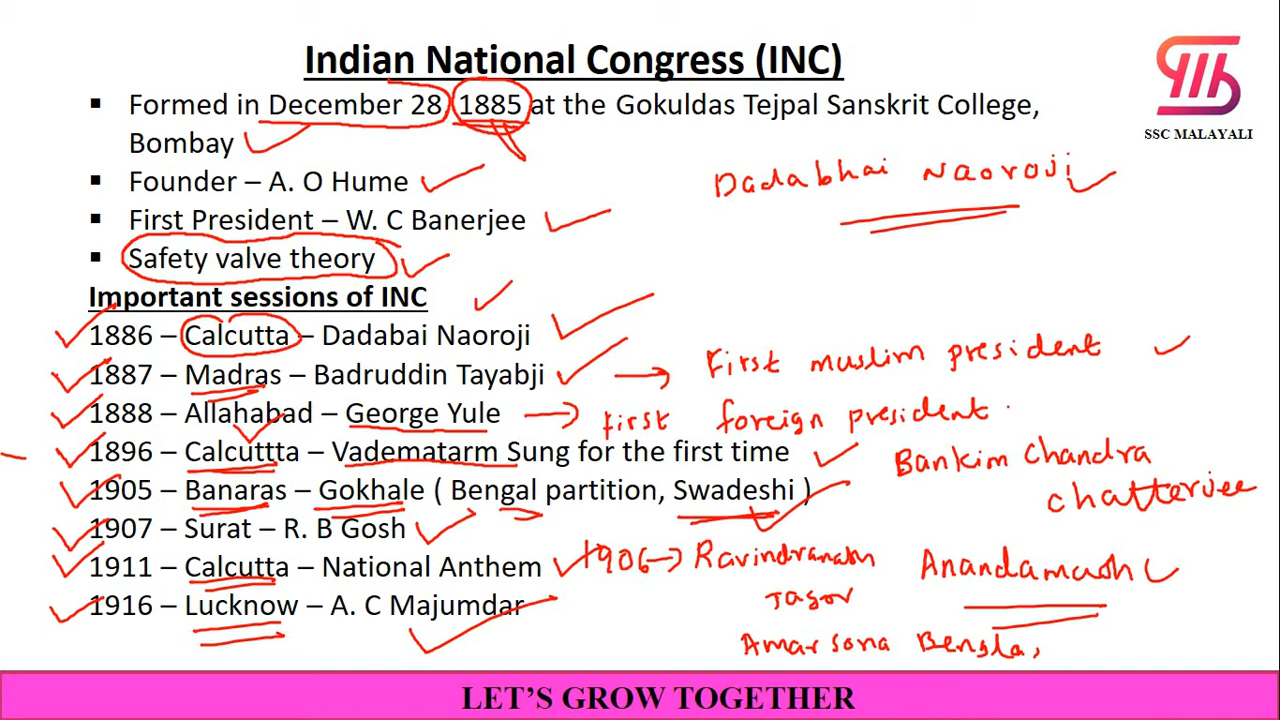 Indian National Congress (INC)
▪ Formed in December 28, 1885 at the Gokuldas Tejpal Sanskrit College,
Bombay
▪ Founder – A. O Hume
▪ First President – W. C Banerjee
▪ Safety valve theory
Important sessions of INC
1886 – Calcutta – Dadabai Naoroji
1887 – Madras – Badruddin Tayabji
1888 – Allahabad – George Yule
1896 – Calcuttta – Vadematarm Sung for the first time
1905 – Banaras – Gokhale ( Bengal partition, Swadeshi )
1907 – Surat – R. B Gosh
1911 – Calcutta – National Anthem
1916 – Lucknow – A. C Majumdar
SSC MALAYALI
Dadabhai Naoroji
First muslim president
first foreign president
Bankim Chandra
Chatterjee
1906 → Ravindranath
Tagor
Anandamath
Amar sona Bengla,
LET'S GROW TOGETHER